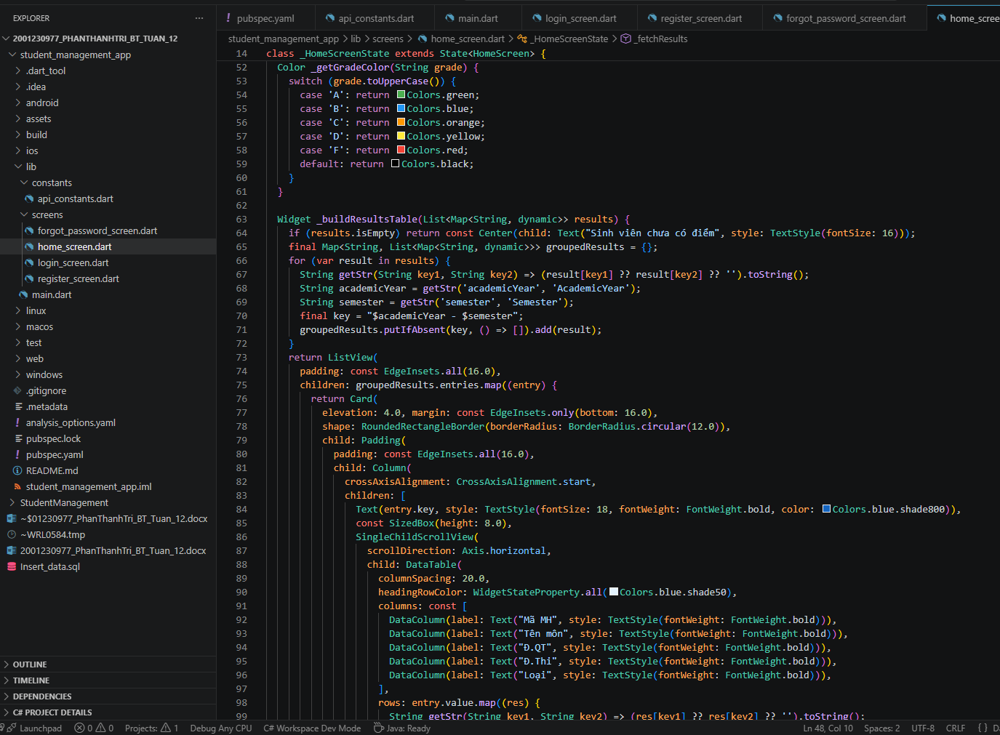 EXPLORER
2001230977_PHANTHANHTRI_BT_TUAN_12
student_management_app
.dart_tool
.idea
android
assets
build
ios
lib
constants
api_constants.dart
screens
forgot_password_screen.dart
home_screen.dart
login_screen.dart
register_screen.dart
main.dart
linux
macos
test
web
windows
.gitignore
.metadata
analysis_options.yaml
pubspec.lock
pubspec.yaml
README.md
student_management_app.iml
StudentManagement
~$01230977_PhanThanhTri_BT_Tuan_12.docx
~WRL0584.tmp
2001230977_PhanThanhTri_BT_Tuan_12.docx
Insert_data.sql
OUTLINE
TIMELINE
DEPENDENCIES
C# PROJECT DETAILS
pubspec.yaml api_constants.dart main.dart login_screen.dart register_screen.dart forgot_password_screen.dart home_scree
student_management_app > lib > screens > home_screen.dart > _HomeScreenState > _fetchResults
14 class _HomeScreenState extends State<HomeScreen> {
52 Color _getGradeColor(String grade) {
53 switch (grade.toUpperCase()) {
54 case 'A': return Colors.green;
55 case 'B': return Colors.blue;
56 case 'C': return Colors.orange;
57 case 'D': return Colors.yellow;
58 case 'F': return Colors.red;
59 default: return Colors.black;
60 }
61 }
62
63 Widget _buildResultsTable(List<Map<String, dynamic>> results) {
64 if (results.isEmpty) return const Center(child: Text("Sinh viên chưa có điểm", style: TextStyle(fontSize: 16)));
65 final Map<String, List<Map<String, dynamic>>> groupedResults = {};
66 for (var result in results) {
67 String getStr(String key1, String key2) => (result[key1] ?? result[key2] ?? '').toString();
68 String academicYear = getStr('academicYear', 'AcademicYear');
69 String semester = getStr('semester', 'Semester');
70 final key = "$academicYear - $semester";
71 groupedResults.putIfAbsent(key, () => []).add(result);
72 }
73 return ListView(
74 padding: const EdgeInsets.all(16.0),
75 children: groupedResults.entries.map((entry) {
76 return Card(
77 elevation: 4.0, margin: const EdgeInsets.only(bottom: 16.0),
78 shape: RoundedRectangleBorder(borderRadius: BorderRadius.circular(12.0)),
79 child: Padding(
80 padding: const EdgeInsets.all(16.0),
81 child: Column(
82 crossAxisAlignment: CrossAxisAlignment.start,
83 children: [
84 Text(entry.key, style: TextStyle(fontSize: 18, fontWeight: FontWeight.bold, color: Colors.blue.shade800)),
85 const SizedBox(height: 8.0),
86 SingleChildScrollView(
87 scrollDirection: Axis.horizontal,
88 child: DataTable(
89 columnSpacing: 20.0,
90 headingRowColor: WidgetStateProperty.all(Colors.blue.shade50),
91 columns: const [
92 DataColumn(label: Text("Mã MH", style: TextStyle(fontWeight: FontWeight.bold))),
93 DataColumn(label: Text("Tên môn", style: TextStyle(fontWeight: FontWeight.bold))),
94 DataColumn(label: Text("Đ.QT", style: TextStyle(fontWeight: FontWeight.bold))),
95 DataColumn(label: Text("Đ.Thi", style: TextStyle(fontWeight: FontWeight.bold))),
96 DataColumn(label: Text("Loại", style: TextStyle(fontWeight: FontWeight.bold))),
97 ],
98 rows: entry.value.map((res) {
99 String getStr(String key1, String key2) => (res[key1] ?? res[key2] ?? '').toString();
Launchpad 0 0 Projects: 1 Debug Any CPU C# Workspace Dev Mode Java: Ready Ln 48, Col 10 Spaces: 2 UTF-8 CRLF { }